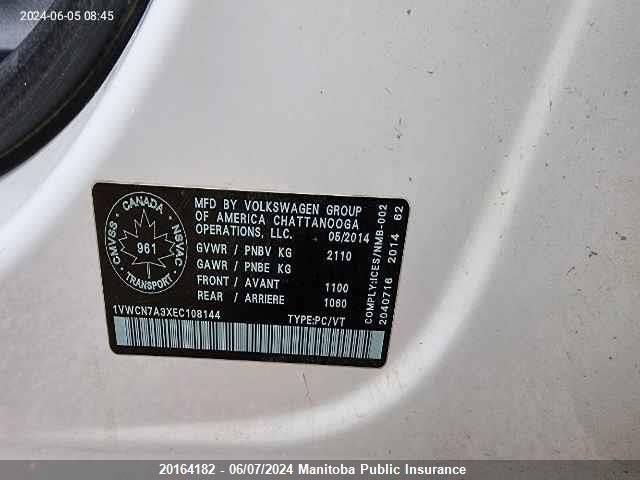 2024-06-05 08:45
CANADA
CMVSS
NSVAC
961
TRANSPORT
MFD BY VOLKSWAGEN GROUP
OF AMERICA CHATTANOOGA
OPERATIONS, LLC. 05/2014
GVWR / PNBV KG 2110
GAWR / PNBE KG
FRONT / AVANT 1100
REAR / ARRIERE 1060
1VWCN7A3XEC108144 TYPE:PC/VT
COMPLY:ICES/NMB-002
2040716 2014 62
20164182 - 06/07/2024 Manitoba Public Insurance